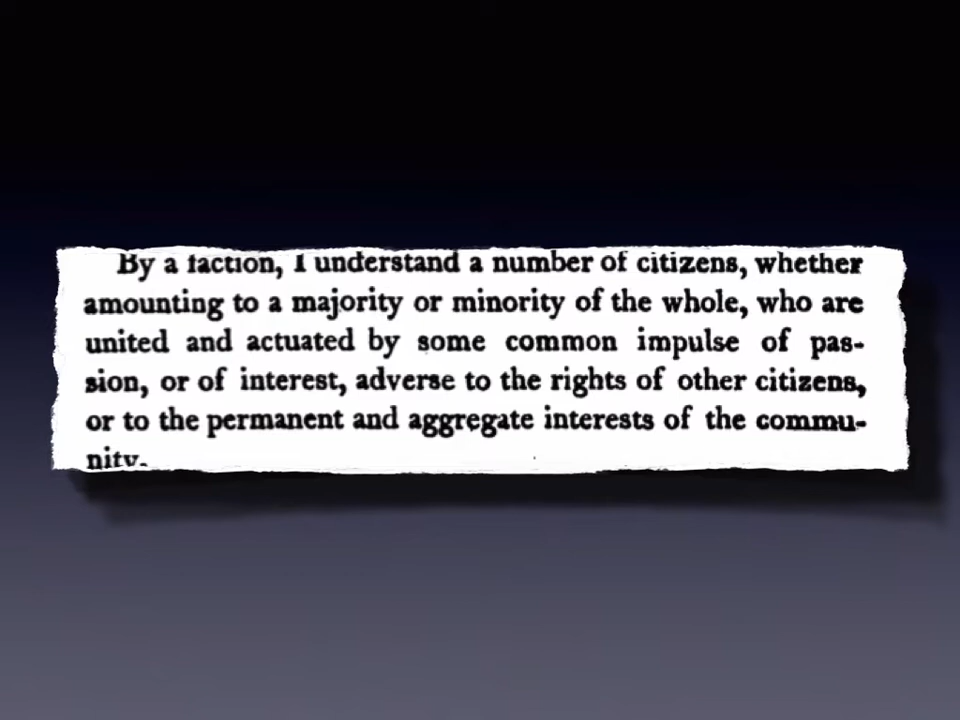 By a faction, I understand a number of citizens, whether
amounting to a majority or minority of the whole, who are
united and actuated by some common impulse of pas-
sion, or of interest, adverse to the rights of other citizens,
or to the permanent and aggregate interests of the commu-
nity.